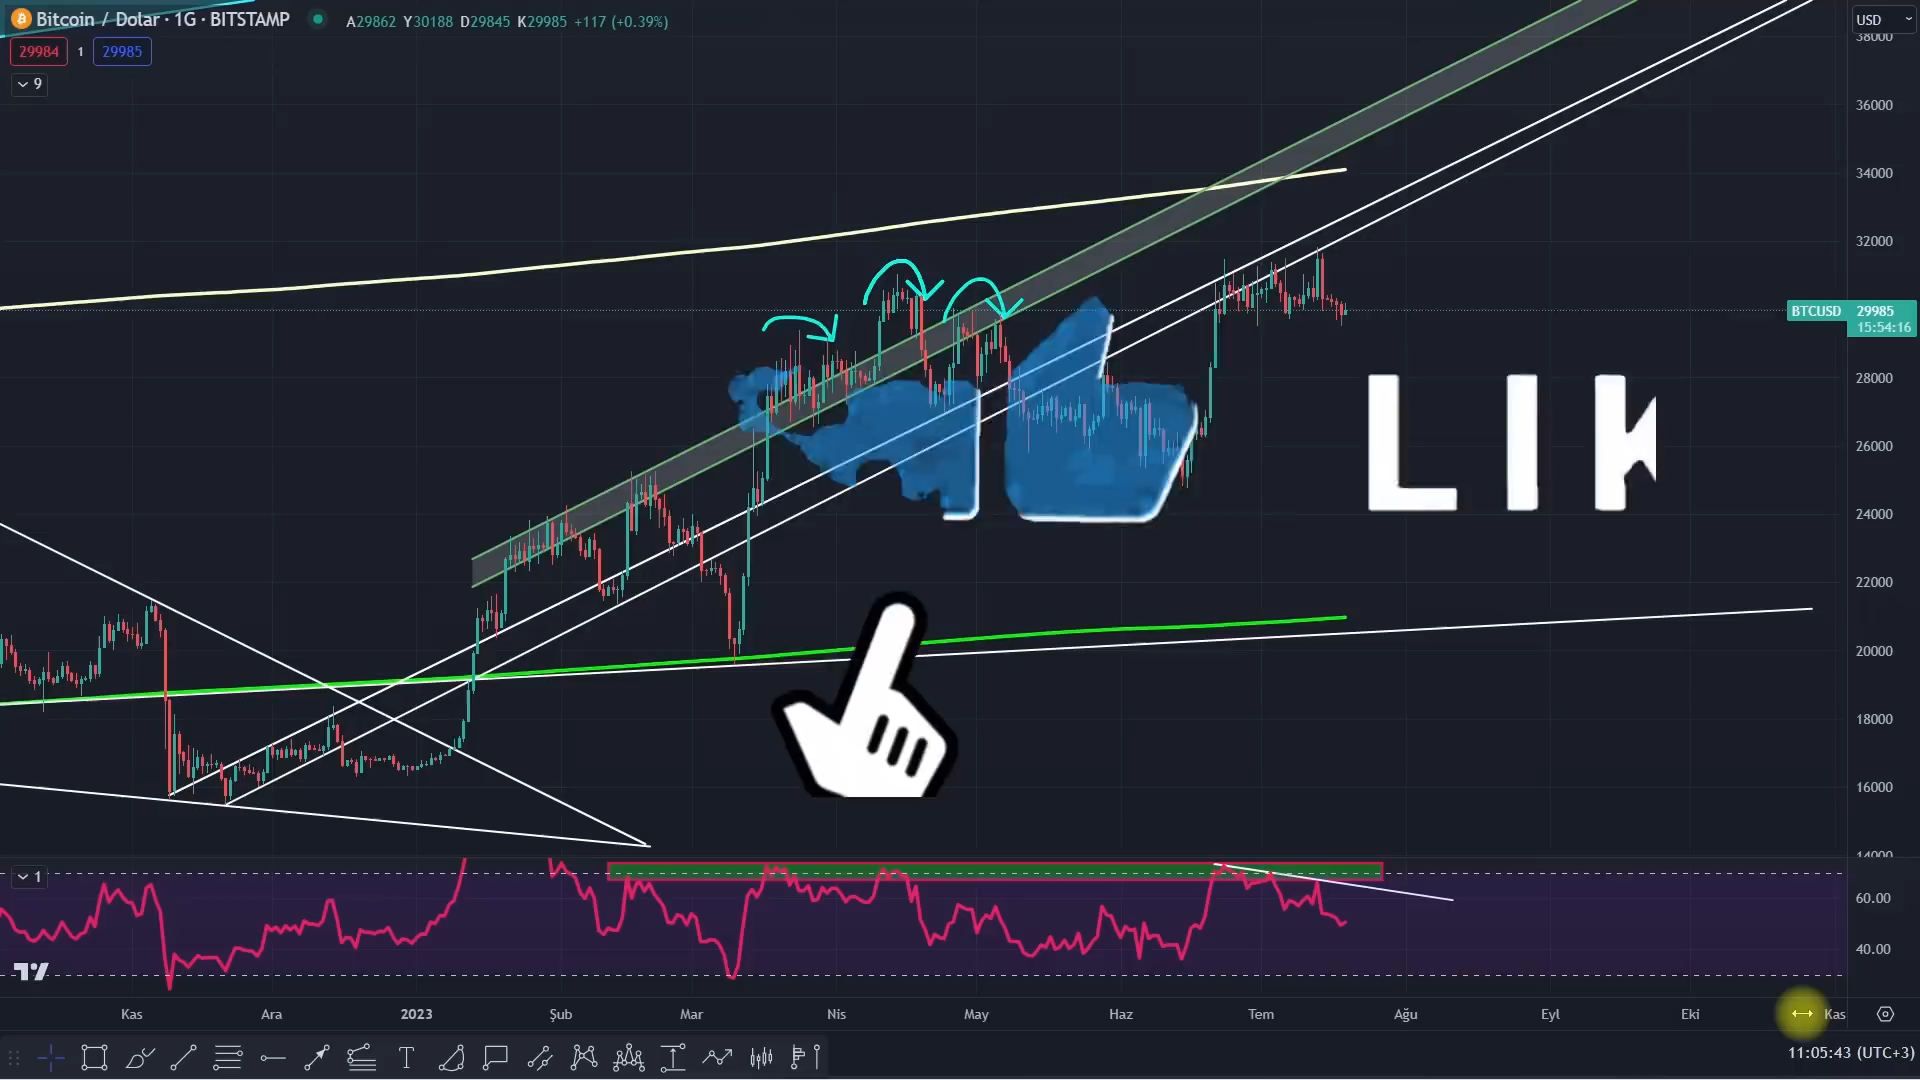 Bitcoin / Dolar · 1G · BITSTAMP
A29862 Y30188 D29845 K29985 +117 (+0.39%)
USD
29984 1 29985
9
38000
36000
34000
32000
BTCUSD 29985
15:54:16
28000
26000
24000
22000
20000
18000
16000
14000
LIK
1
60.00
40.00
Kas Ara 2023 Şub Mar Nis May Haz Tem Ağu Eyl Eki Kas
T
11:05:43 (UTC+3)